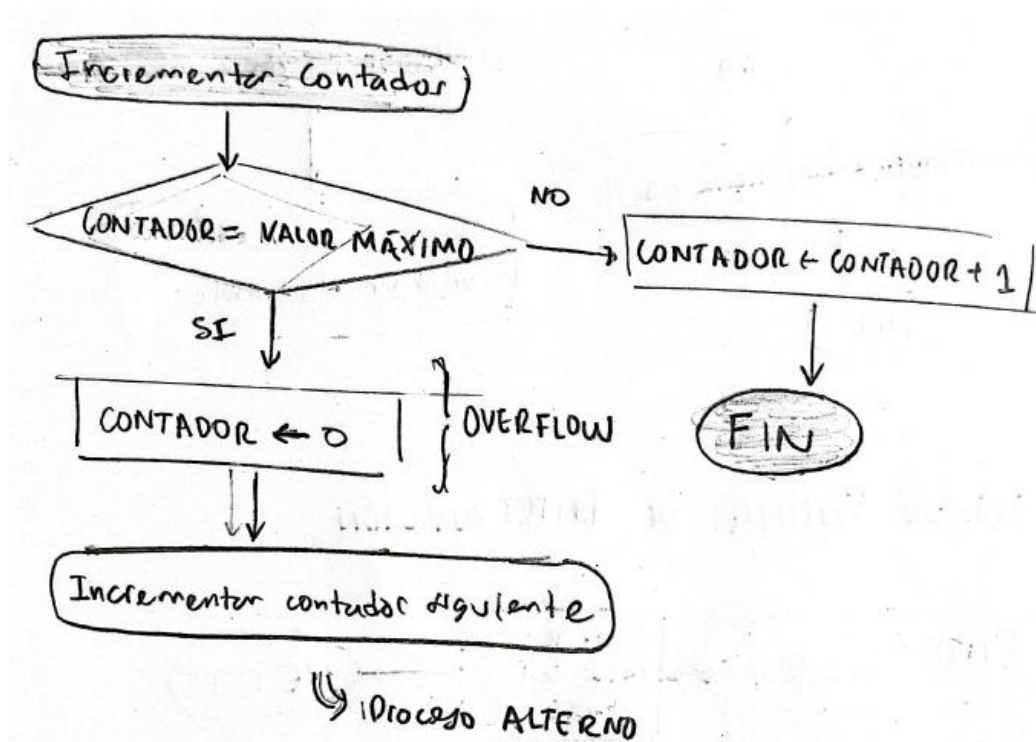 Incrementar Contador
CONTADOR = VALOR MÁXIMO
NO
CONTADOR ← CONTADOR + 1
SI
CONTADOR ← 0
OVERFLOW
FIN
Incrementar contador siguiente
Proceso ALTERNO